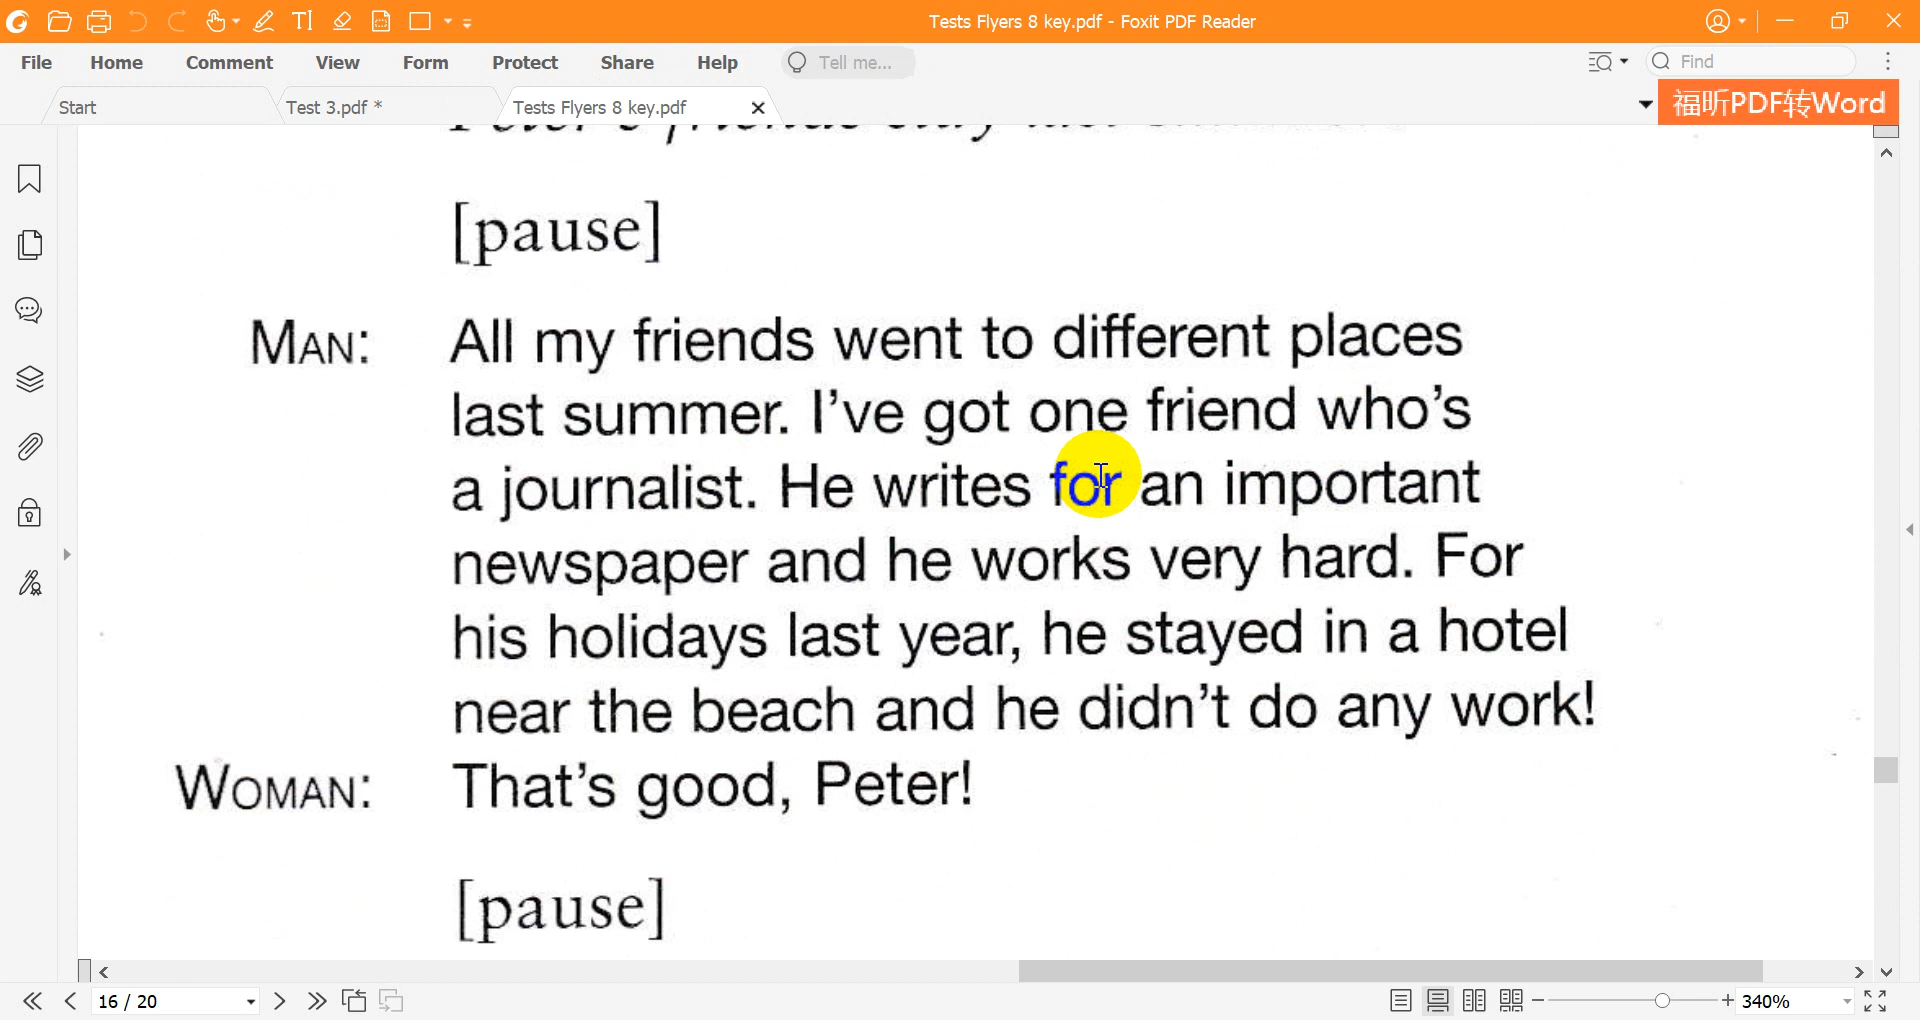 Tests Flyers 8 key.pdf - Foxit PDF Reader
File Home Comment View Form Protect Share Help Tell me... Find
Start Test 3.pdf * Tests Flyers 8 key.pdf 福昕PDF转Word
[pause]
MAN: All my friends went to different places
last summer. I've got one friend who's
a journalist. He writes for an important
newspaper and he works very hard. For
his holidays last year, he stayed in a hotel
near the beach and he didn't do any work!
WOMAN: That's good, Peter!
[pause]
16 / 20 340%